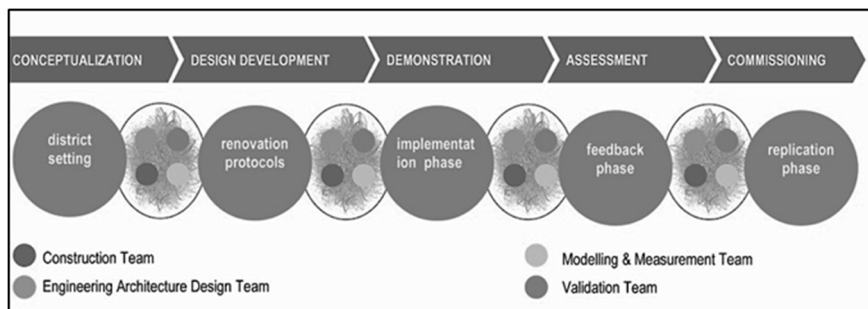 CONCEPTUALIZATION
DESIGN DEVELOPMENT
DEMONSTRATION
ASSESSMENT
COMMISSIONING
district
setting
renovation
protocols
implementat
ion phase
feedback
phase
replication
phase
Construction Team
Engineering Architecture Design Team
Modelling & Measurement Team
Validation Team